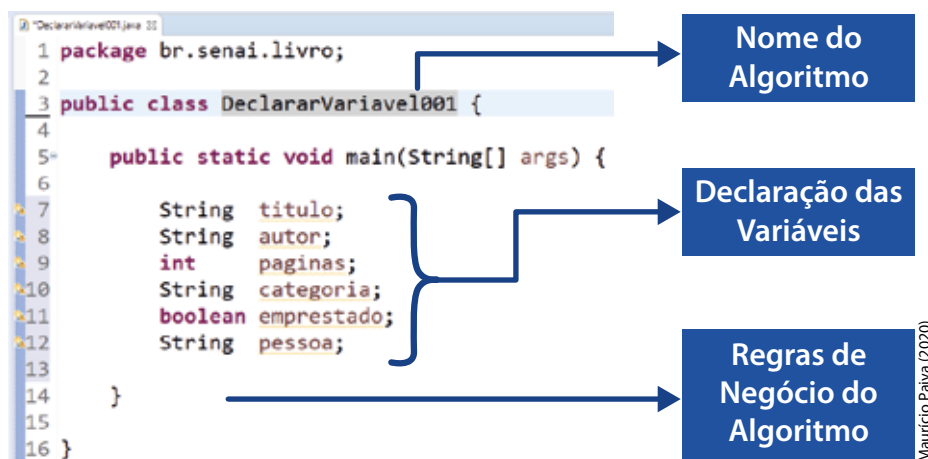 *DeclararVariavel001.java
1 package br.senai.livro;
2
3 public class DeclararVariavel001 {
4
5 public static void main(String[] args) {
6
7 String titulo;
8 String autor;
9 int paginas;
10 String categoria;
11 boolean emprestado;
12 String pessoa;
13
14 }
15
16 }
Nome do
Algoritmo
Declaração das
Variáveis
Regras de
Negócio do
Algoritmo
Maurício Paiva (2020)